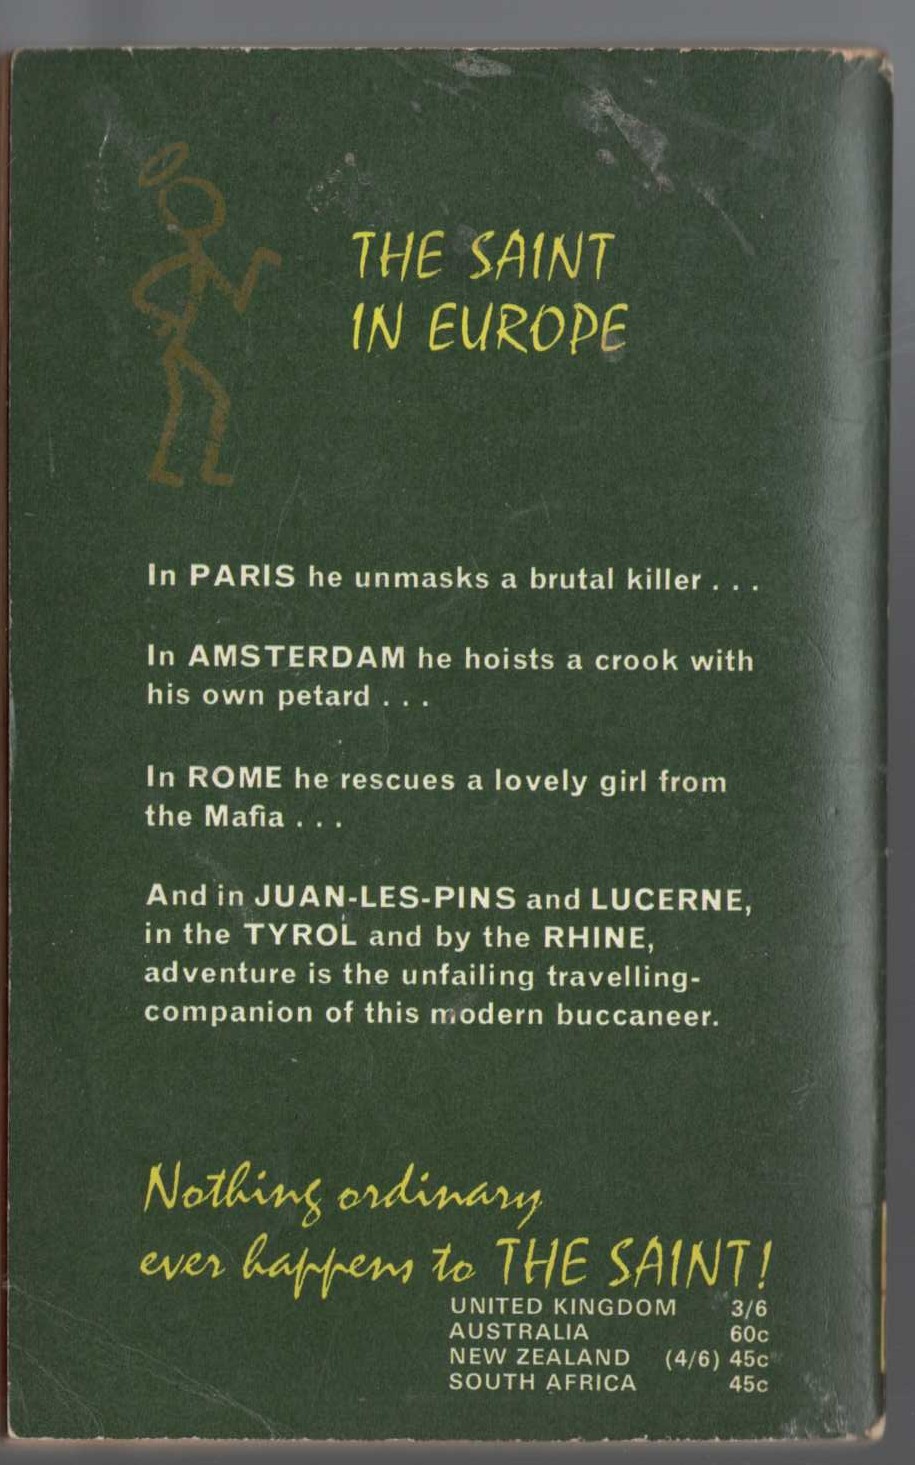 THE SAINT
IN EUROPE
In PARIS he unmasks a brutal killer . . .
In AMSTERDAM he hoists a crook with
his own petard . . .
In ROME he rescues a lovely girl from
the Mafia . . .
And in JUAN-LES-PINS and LUCERNE,
in the TYROL and by the RHINE,
adventure is the unfailing travelling-
companion of this modern buccaneer.
Nothing ordinary
ever happens to THE SAINT!
UNITED KINGDOM 3/6
AUSTRALIA 60c
NEW ZEALAND (4/6) 45c
SOUTH AFRICA 45c